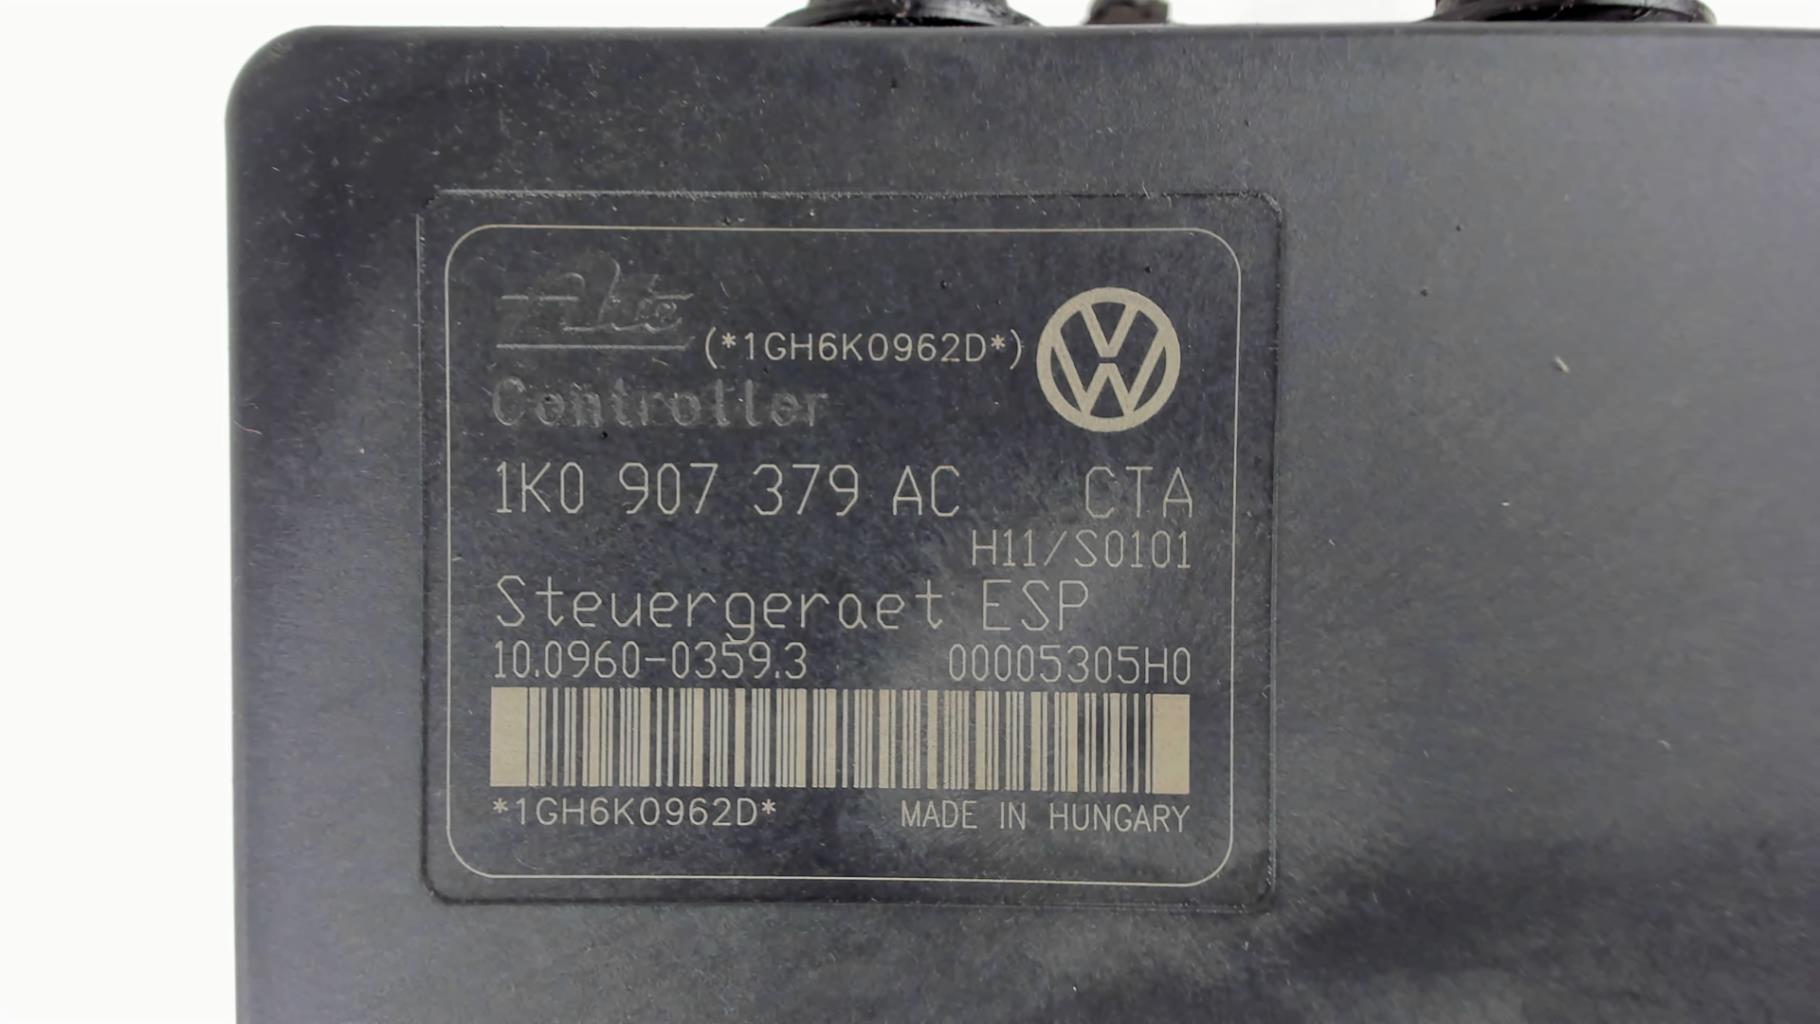 Ate
(*1GH6K0962D*)
Controller
1K0 907 379 AC CTA
H11/S0101
Steuergeraet ESP
10.0960-0359.3 00005305H0
*1GH6K0962D* MADE IN HUNGARY